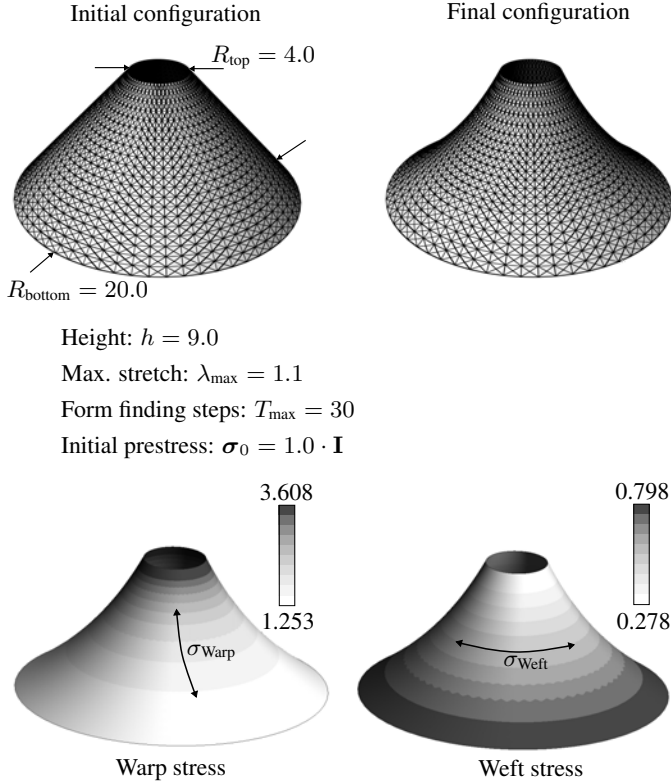 Initial configuration
Final configuration
R_top = 4.0
R_bottom = 20.0
Height: h = 9.0
Max. stretch: λ_max = 1.1
Form finding steps: T_max = 30
Initial prestress: σ₀ = 1.0 · I
3.608
1.253
σ_Warp
0.798
0.278
σ_Weft
Warp stress
Weft stress